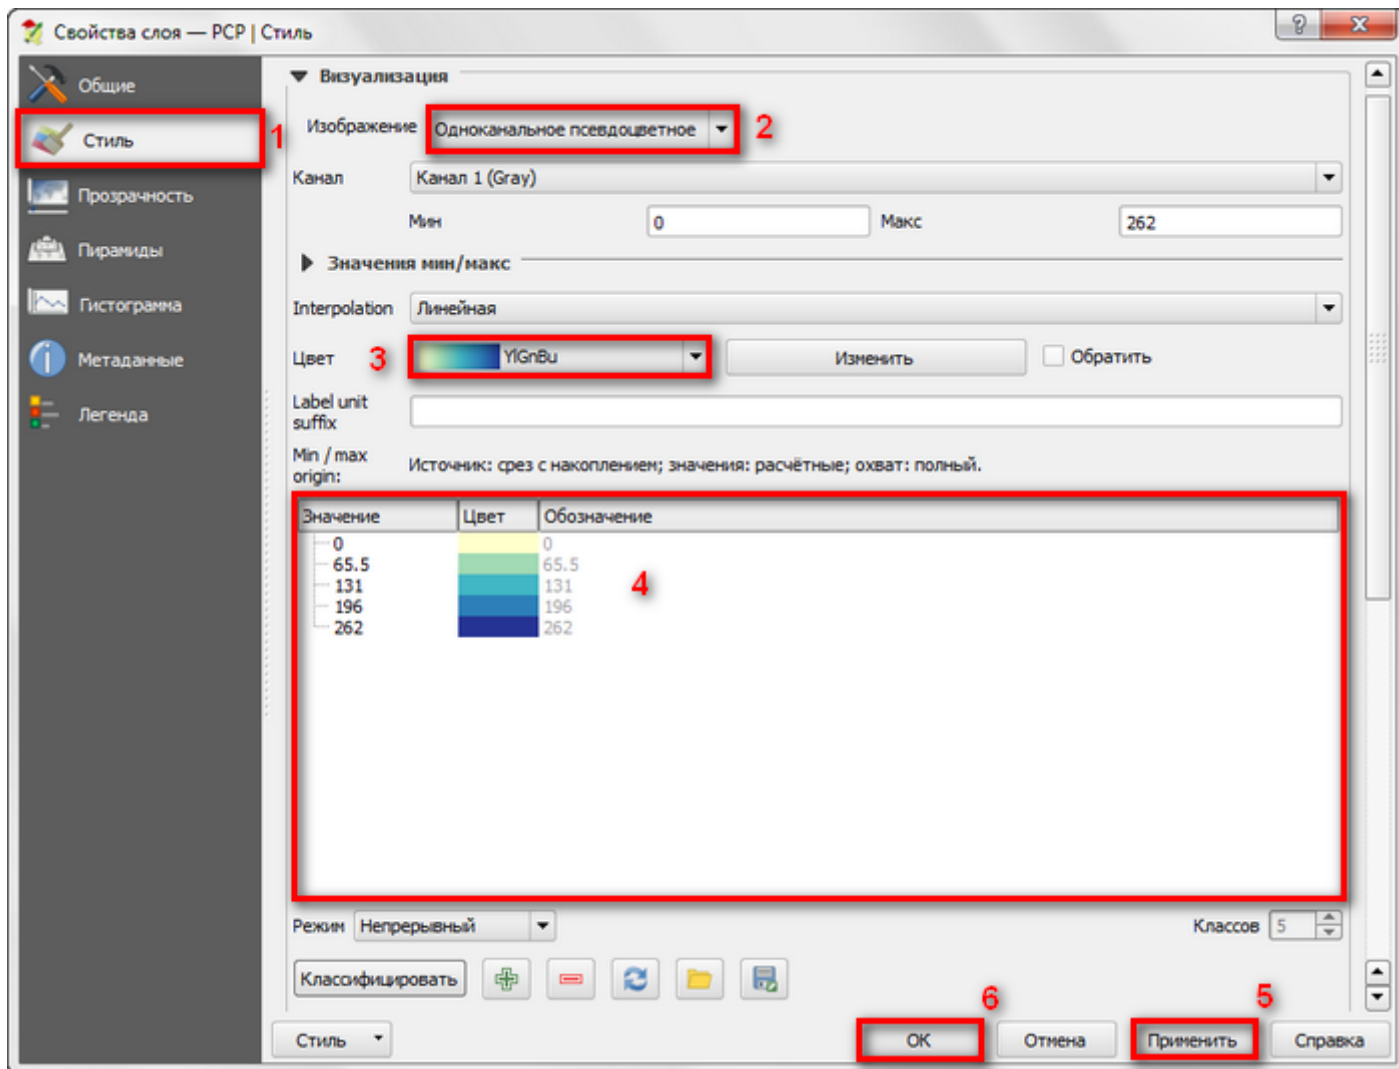 Свойства слоя — PCP | Стиль
Общие
Стиль
1
Прозрачность
Пирамиды
Гистограмма
Метаданные
Легенда
Визуализация
Изображение Одноканальное псевдоцветное 2
Канал Канал 1 (Gray)
Мин 0 Макс 262
Значения мин/макс
Interpolation Линейная
Цвет 3 YlGnBu Изменить Обратить
Label unit
suffix
Min / max
origin:
Источник: срез с накоплением; значения: расчётные; охват: полный.
Значение Цвет Обозначение
0 0
65.5 65.5
131 131
196 196
262 262
4
Режим Непрерывный Классов 5
Классифицировать
6 5
Стиль OK Отмена Применить Справка